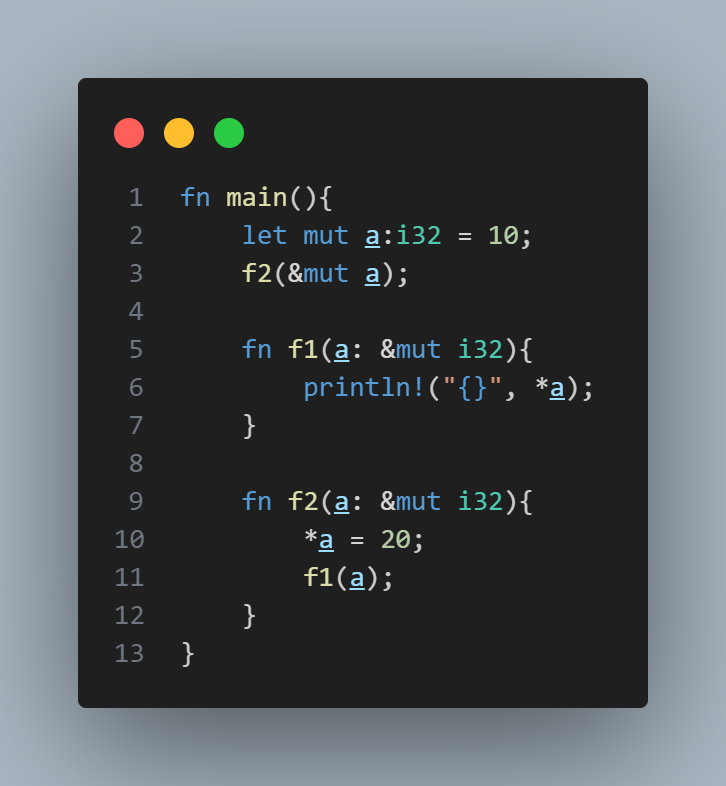 1 fn main(){
2 let mut a:i32 = 10;
3 f2(&mut a);
4
5 fn f1(a: &mut i32){
6 println!("{}", *a);
7 }
8
9 fn f2(a: &mut i32){
10 *a = 20;
11 f1(a);
12 }
13 }